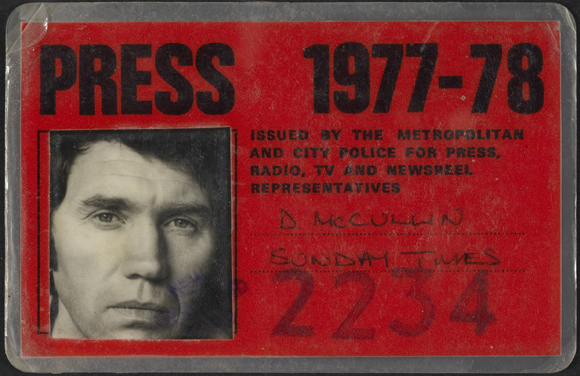 PRESS 1977-78
ISSUED BY THE METROPOLITAN
AND CITY POLICE FOR PRESS,
RADIO, TV AND NEWSREEL
REPRESENTATIVES
D. McCULLIN
SUNDAY TIMES
2234